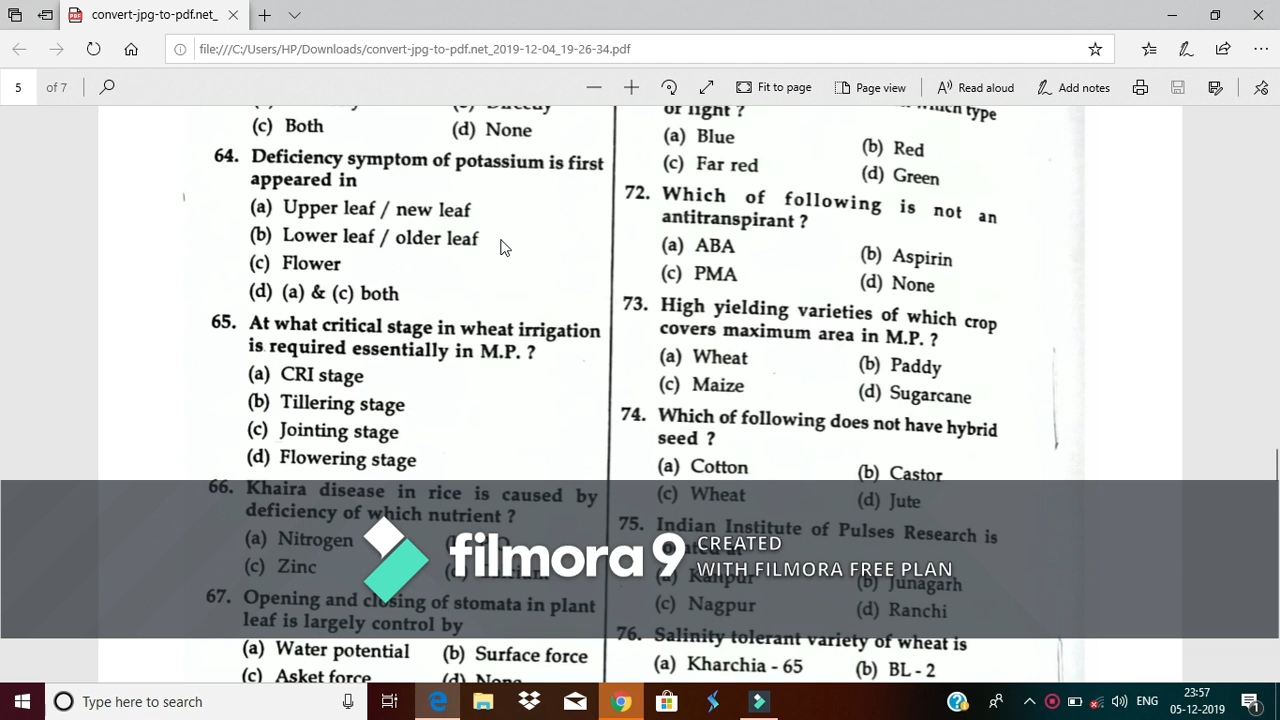 convert-jpg-to-pdf.net_
file:///C:/Users/HP/Downloads/convert-jpg-to-pdf.net_2019-12-04_19-26-34.pdf
5 of 7
Fit to page
Page view
Read aloud
Add notes
(c) Both
(d) None
64. Deficiency symptom of potassium is first
appeared in
(a) Upper leaf / new leaf
(b) Lower leaf / older leaf
(c) Flower
(d) (a) & (c) both
65. At what critical stage in wheat irrigation
is required essentially in M.P. ?
(a) CRI stage
(b) Tillering stage
(c) Jointing stage
(d) Flowering stage
66. Khaira disease in rice is caused by
deficiency of which nutrient ?
(a) Nitrogen
(c) Zinc
67. Opening and closing of stomata in plant
leaf is largely control by
(a) Water potential
(b) Surface force
(c) Asket force
(d) None
which type
or light ?
(a) Blue
(b) Red
(c) Far red
(d) Green
72. Which of following is not an
antitranspirant ?
(a) ABA
(b) Aspirin
(c) PMA
(d) None
73. High yielding varieties of which crop
covers maximum area in M.P. ?
(a) Wheat
(b) Paddy
(c) Maize
(d) Sugarcane
74. Which of following does not have hybrid
seed ?
(a) Cotton
(b) Castor
(c) Wheat
(d) Jute
75. Indian Institute of Pulses Research is
(a) Kanpur
(b) Junagarh
(c) Nagpur
(d) Ranchi
76. Salinity tolerant variety of wheat is
(a) Kharchia - 65
(b) BL - 2
filmora 9
CREATED
WITH FILMORA FREE PLAN
Type here to search
ENG
23:57
05-12-2019